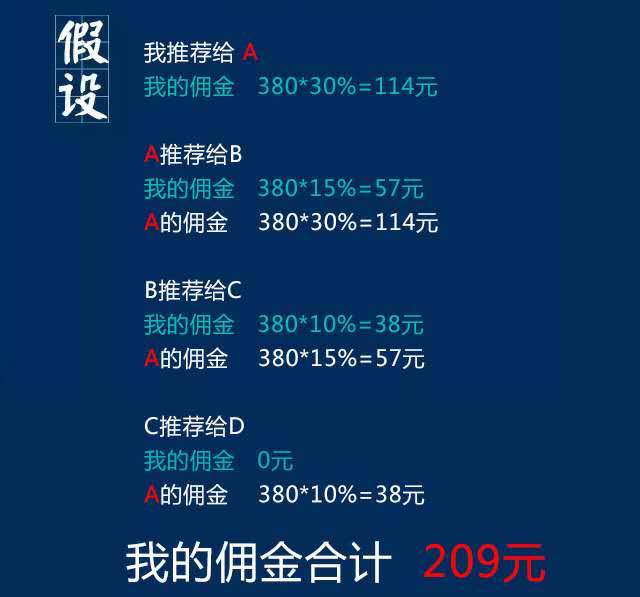 假设
我推荐给 A
我的佣金 380*30%=114元
A推荐给B
我的佣金 380*15%=57元
A的佣金 380*30%=114元
B推荐给C
我的佣金 380*10%=38元
A的佣金 380*15%=57元
C推荐给D
我的佣金 0元
A的佣金 380*10%=38元
我的佣金合计 209元